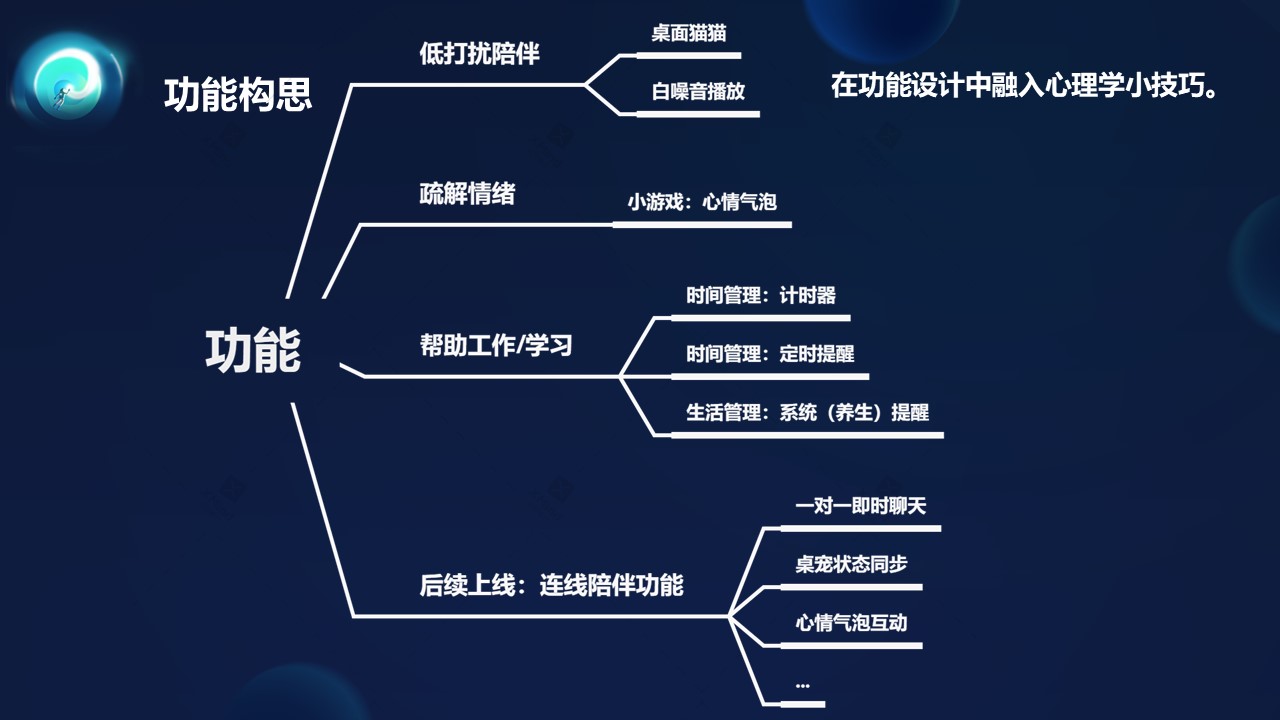 功能构思
在功能设计中融入心理学小技巧。
功能
低打扰陪伴
桌面猫猫
白噪音播放
疏解情绪
小游戏：心情气泡
帮助工作/学习
时间管理：计时器
时间管理：定时提醒
生活管理：系统（养生）提醒
后续上线：连线陪伴功能
一对一即时聊天
桌宠状态同步
心情气泡互动
...